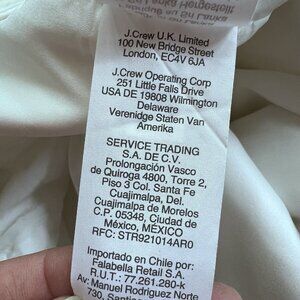 J.Crew U.K. Limited
100 New Bridge Street
London, EC4V 6JA
J.Crew Operating Corp
251 Little Falls Drive
USA DE 19808 Wilmington
Delaware
Verenidge Staten Van
Amerika
SERVICE TRADING
S.A. DE C.V.
Prolongación Vasco
de Quiroga 4800, Torre 2,
Piso 3 Col. Santa Fe
Cuajimalpa, Del.
Cuajimalpa de Morelos
C.P. 05348, Ciudad de
México, MÉXICO
RFC: STR921014AR0
Importado en Chile por:
Falabella Retail S.A.
R.U.T.: 77.261.280-k
Av: Manuel Rodriguez Norte
730,